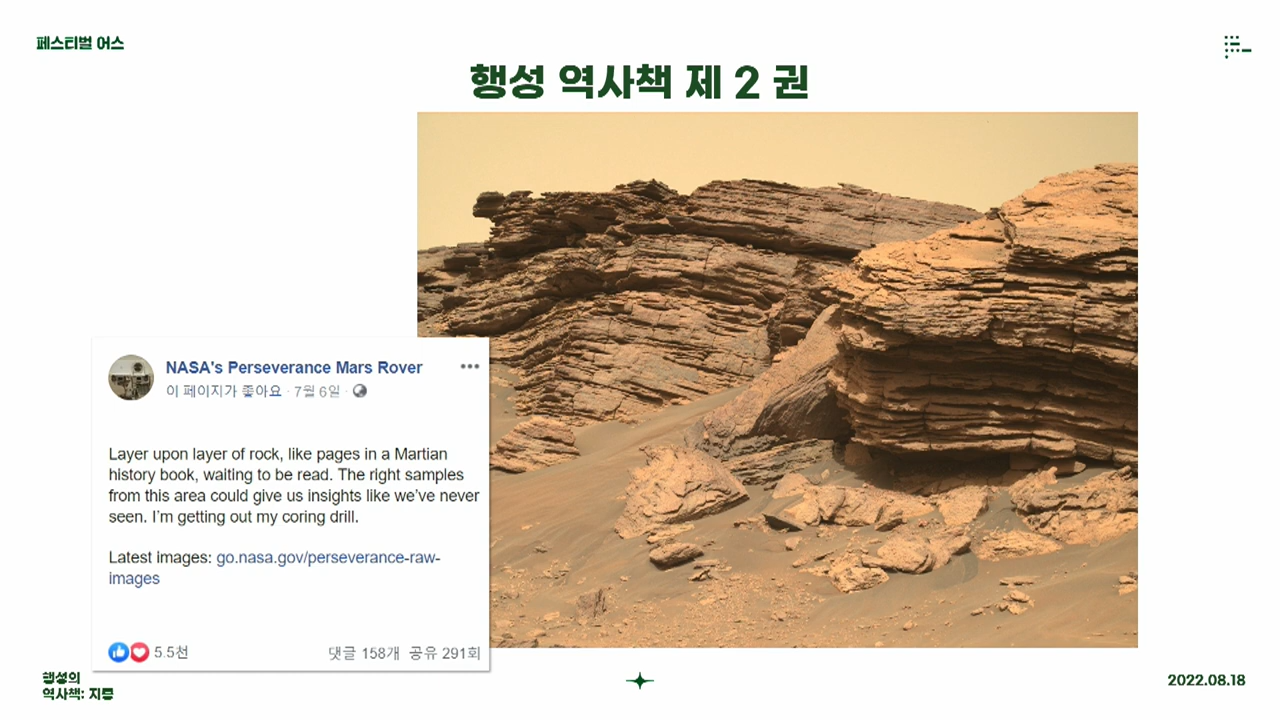 페스티벌 어스
행성 역사책 제 2 권
NASA's Perseverance Mars Rover
이 페이지가 좋아요 · 7월 6일 ·
Layer upon layer of rock, like pages in a Martian
history book, waiting to be read. The right samples
from this area could give us insights like we've never
seen. I'm getting out my coring drill.
Latest images: go.nasa.gov/perseverance-raw-
images
5.5천
댓글 158개 공유 291회
행성의
역사책: 지층
2022.08.18